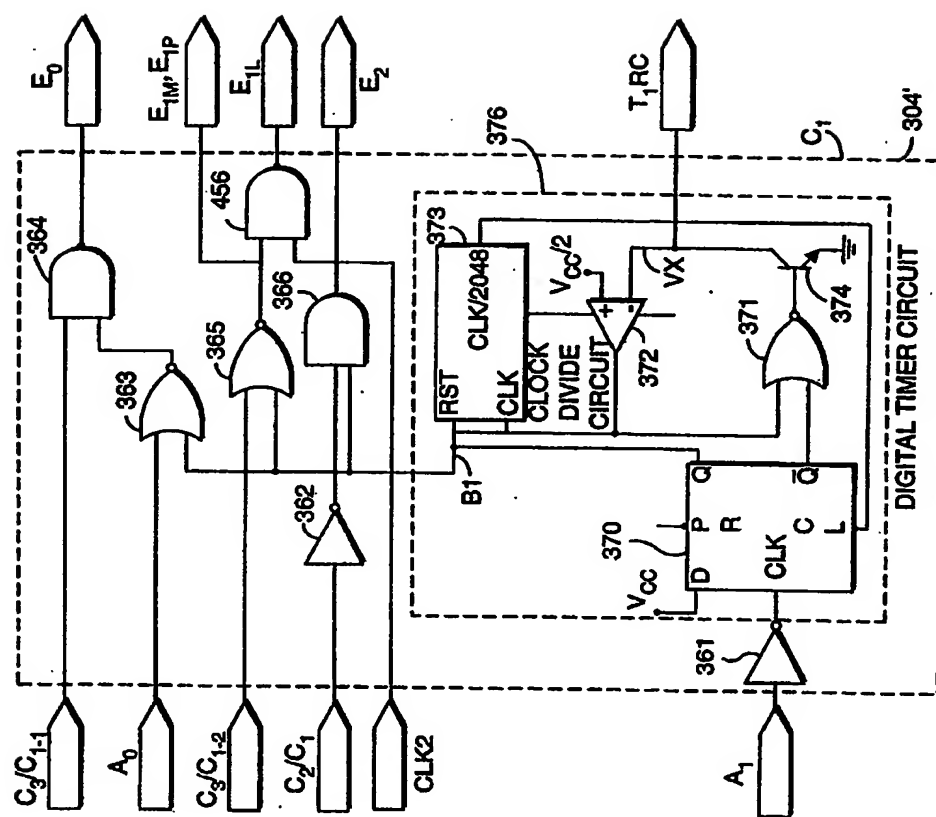 E0
E1M, E1P
E1L
E2
T1RC
376
C1
304'
364
456
366
365
363
362
373
RST
CLK/2048
CLK
CLOCK
DIVIDE
CIRCUIT
VCC/2
+
-
372
VX
371
374
B1
370
VCC
D
P
Q
R
Q
CLK
C
L
DIGITAL TIMER CIRCUIT
361
C3/C1-1
A0
C3/C1-2
C2/C1
CLK2
A1